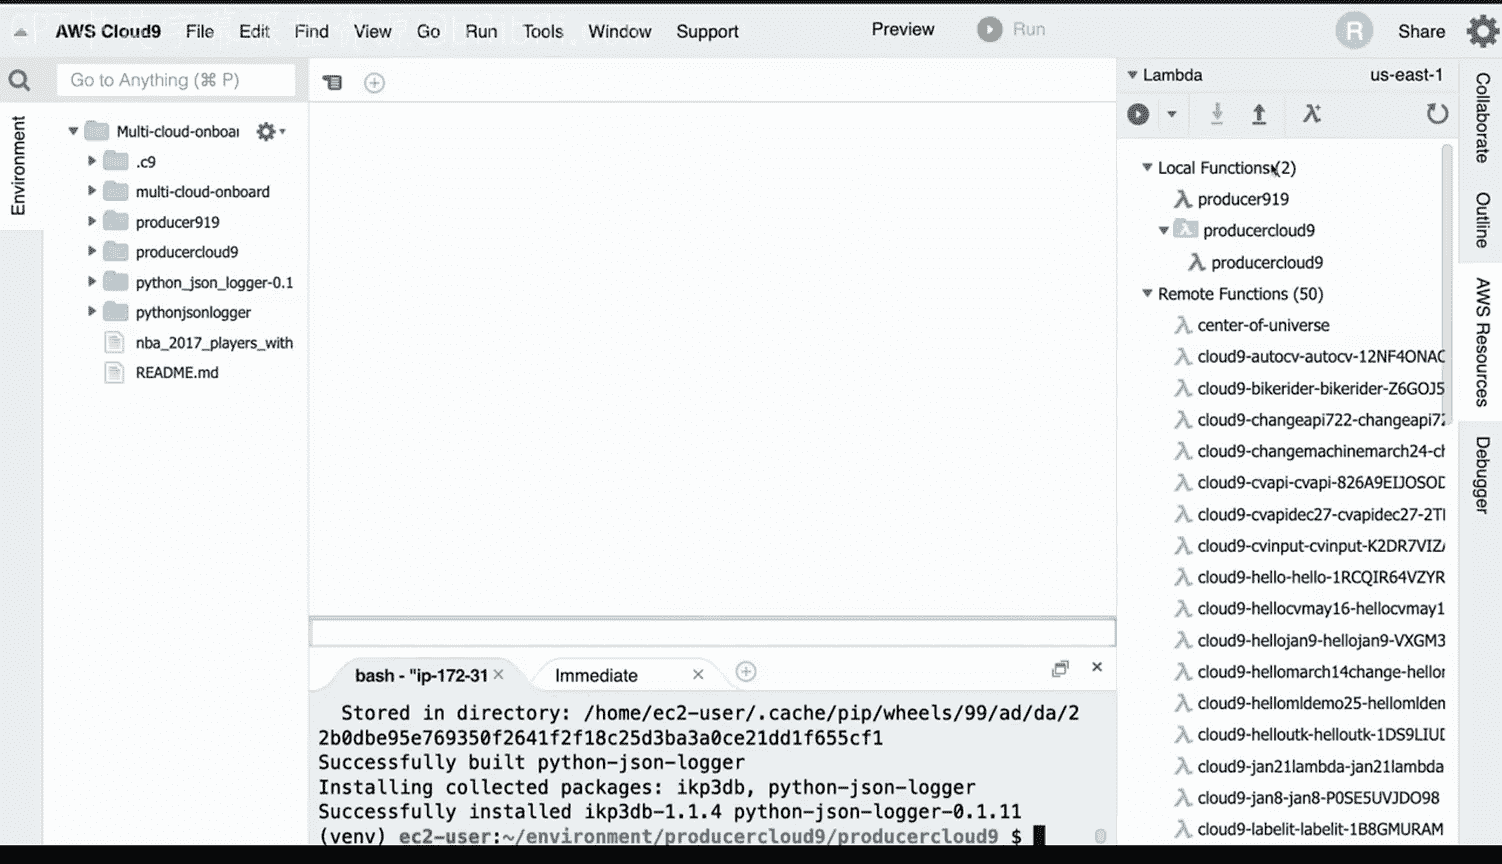 AWS Cloud9 File Edit Find View Go Run Tools Window Support Preview Run R Share
Go to Anything (⌘ P)
Lambda us-east-1
Environment
Multi-cloud-onboar
.c9
multi-cloud-onboard
producer919
producercloud9
python_json_logger-0.1
pythonjsonlogger
nba_2017_players_with
README.md
Local Functions (2)
producer919
producercloud9
producercloud9
Remote Functions (50)
center-of-universe
cloud9-autocv-autocv-12NF4ONAC
cloud9-bikerider-bikerider-Z6GOJ5
cloud9-changeapi722-changeapi72
cloud9-changemachinemarch24-ch
cloud9-cvapi-cvapi-826A9EIJOSOD
cloud9-cvapidec27-cvapidec27-2TI
cloud9-cvinput-cvinput-K2DR7VIZA
cloud9-hello-hello-1RCQIR64VZYR
cloud9-hellocvmay16-hellocvmay1
cloud9-hellojan9-hellojan9-VXGM3
cloud9-hellomarch14change-hellor
cloud9-hellomldemo25-hellomlden
cloud9-helloutk-helloutk-1DS9LIUD
cloud9-jan21lambda-jan21lambda
cloud9-jan8-jan8-P0SE5UVJDO98
cloud9-labelit-labelit-1B8GMURAM
Collaborate
Outline
AWS Resources
Debugger
bash - "ip-172-31 Immediate
Stored in directory: /home/ec2-user/.cache/pip/wheels/99/ad/da/2
2b0dbe95e769350f2641f2f18c25d3ba3a0ce21dd1f655cf1
Successfully built python-json-logger
Installing collected packages: ikp3db, python-json-logger
Successfully installed ikp3db-1.1.4 python-json-logger-0.1.11
(venv) ec2-user:~/environment/producercloud9/producercloud9 $